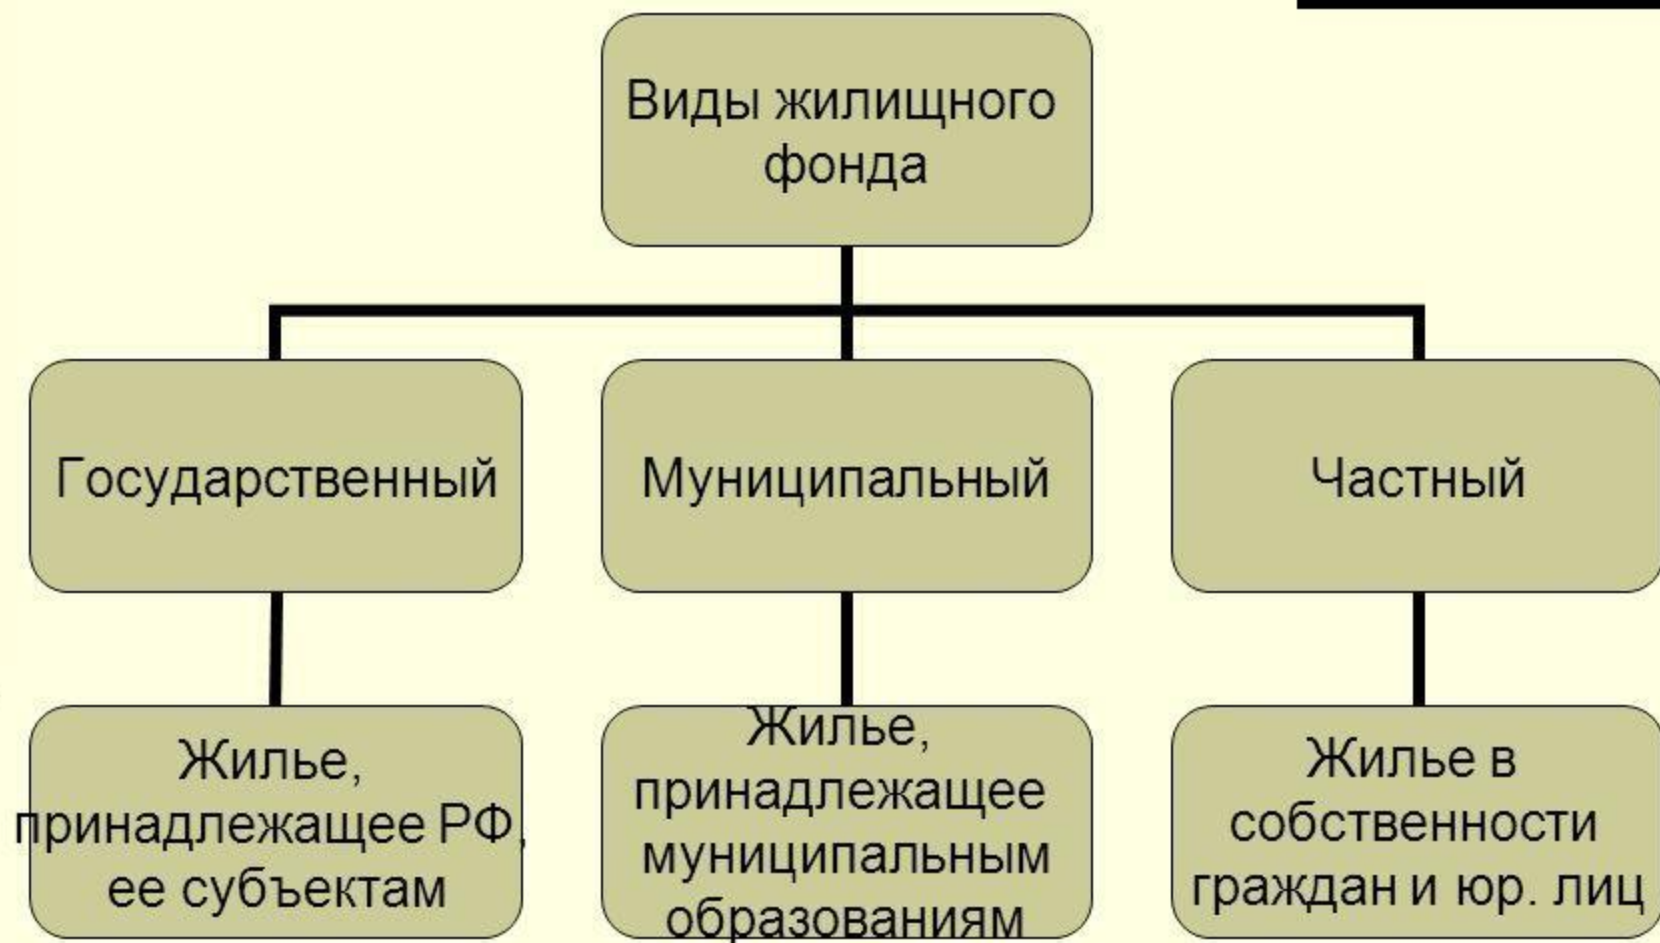 Виды жилищного
фонда
Государственный
Муниципальный
Частный
Жилье,
принадлежащее РФ,
ее субъектам
Жилье,
принадлежащее
муниципальным
образованиям
Жилье в
собственности
граждан и юр. лиц